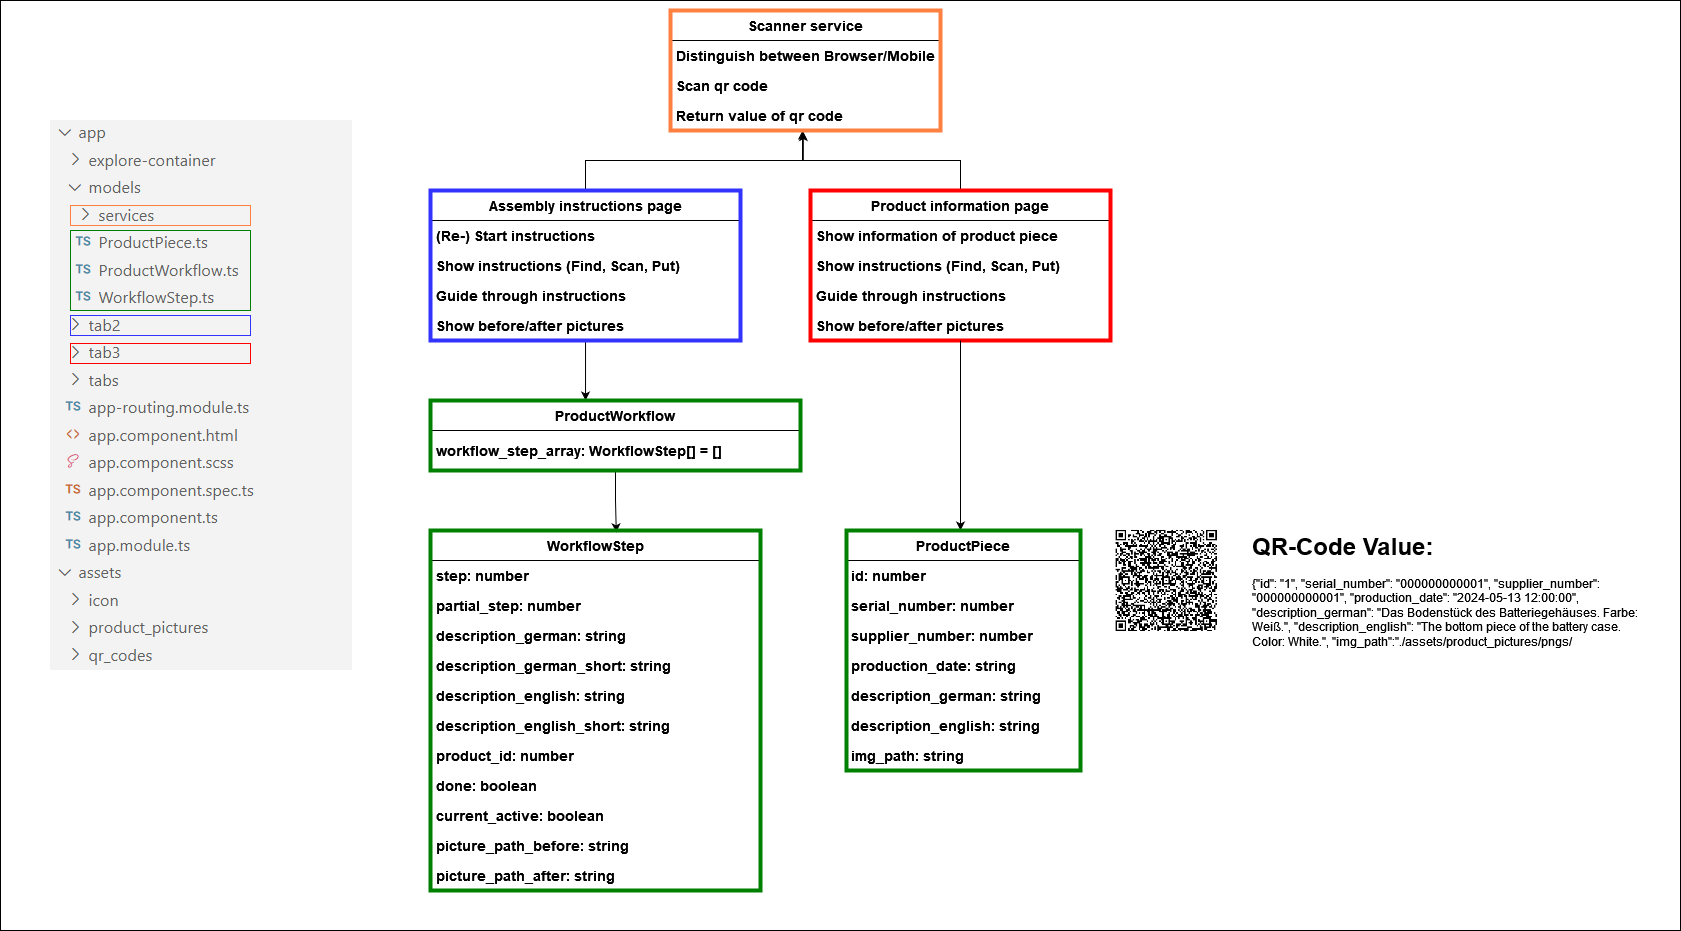 Scanner service
Distinguish between Browser/Mobile
Scan qr code
Return value of qr code
app
explore-container
models
services
TS ProductPiece.ts
TS ProductWorkflow.ts
TS WorkflowStep.ts
tab2
tab3
tabs
TS app-routing.module.ts
<> app.component.html
app.component.scss
TS app.component.spec.ts
TS app.component.ts
TS app.module.ts
assets
icon
product_pictures
qr_codes
Assembly instructions page
(Re-) Start instructions
Show instructions (Find, Scan, Put)
Guide through instructions
Show before/after pictures
Product information page
Show information of product piece
Show instructions (Find, Scan, Put)
Guide through instructions
Show before/after pictures
ProductWorkflow
workflow_step_array: WorkflowStep[] = []
WorkflowStep
step: number
partial_step: number
description_german: string
description_german_short: string
description_english: string
description_english_short: string
product_id: number
done: boolean
current_active: boolean
picture_path_before: string
picture_path_after: string
ProductPiece
id: number
serial_number: number
supplier_number: number
production_date: string
description_german: string
description_english: string
img_path: string
QR-Code Value:
{"id": "1", "serial_number": "000000000001", "supplier_number":
"000000000001", "production_date": "2024-05-13 12:00:00",
"description_german": "Das Bodenstück des Batteriegehäuses. Farbe:
Weiß.", "description_english": "The bottom piece of the battery case.
Color: White.", "img_path":"./assets/product_pictures/pngs/